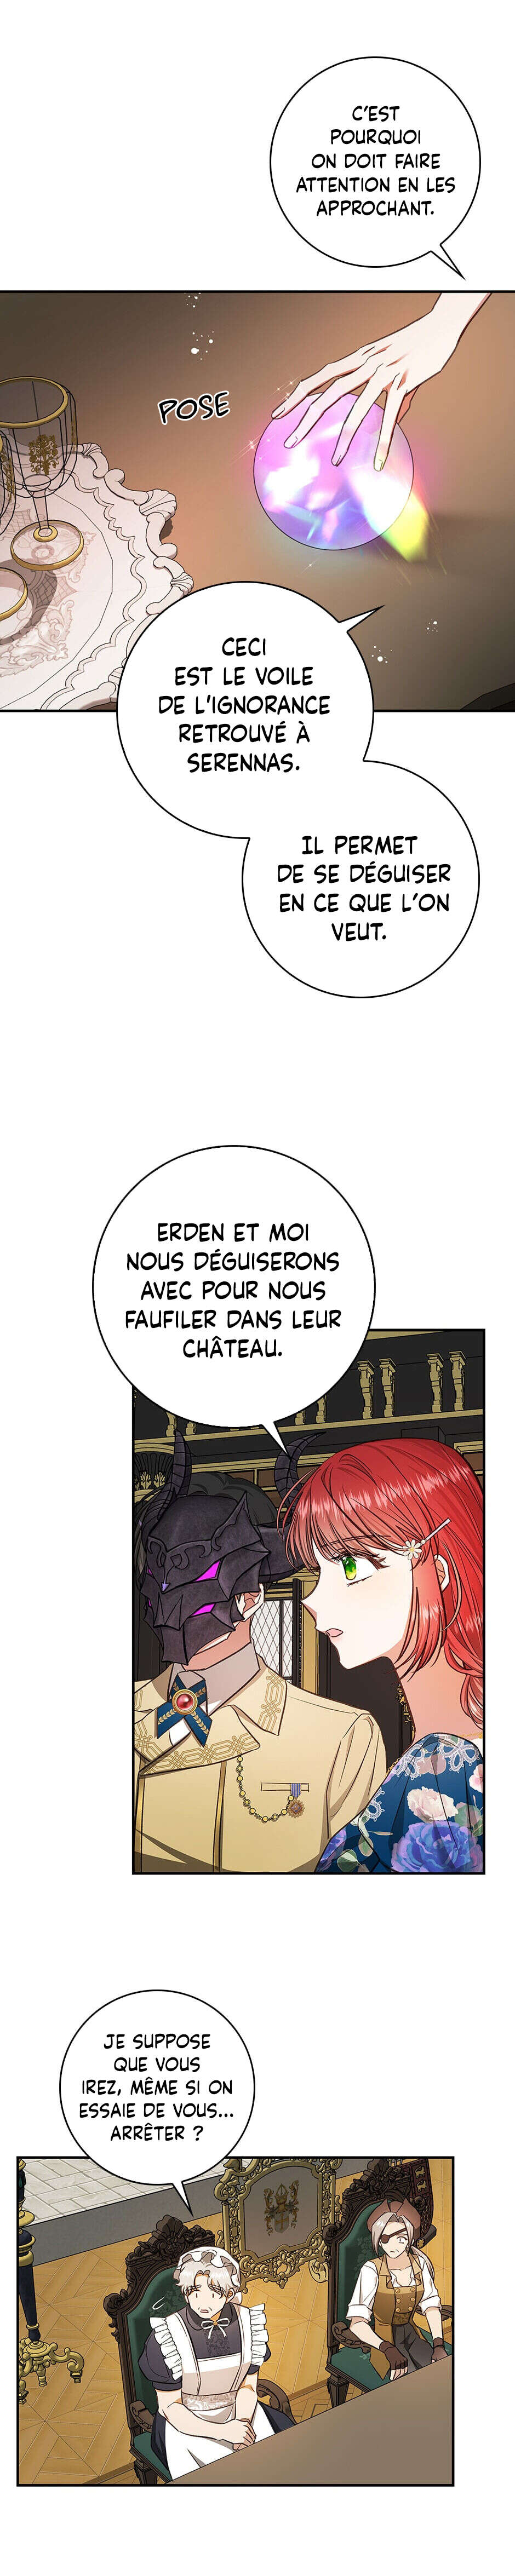 C'EST
POURQUOI
ON DOIT FAIRE
ATTENTION EN LES
APPROCHANT.
POSE
CECI
EST LE VOILE
DE L'IGNORANCE
RETROUVÉ À
SERENNAS.
IL PERMET
DE SE DÉGUISER
EN CE QUE L'ON
VEUT.
ERDEN ET MOI
NOUS DÉGUISERONS
AVEC POUR NOUS
FAUFILER DANS LEUR
CHÂTEAU.
JE SUPPOSE
QUE VOUS
IREZ, MÊME SI ON
ESSAIE DE VOUS...
ARRÊTER ?